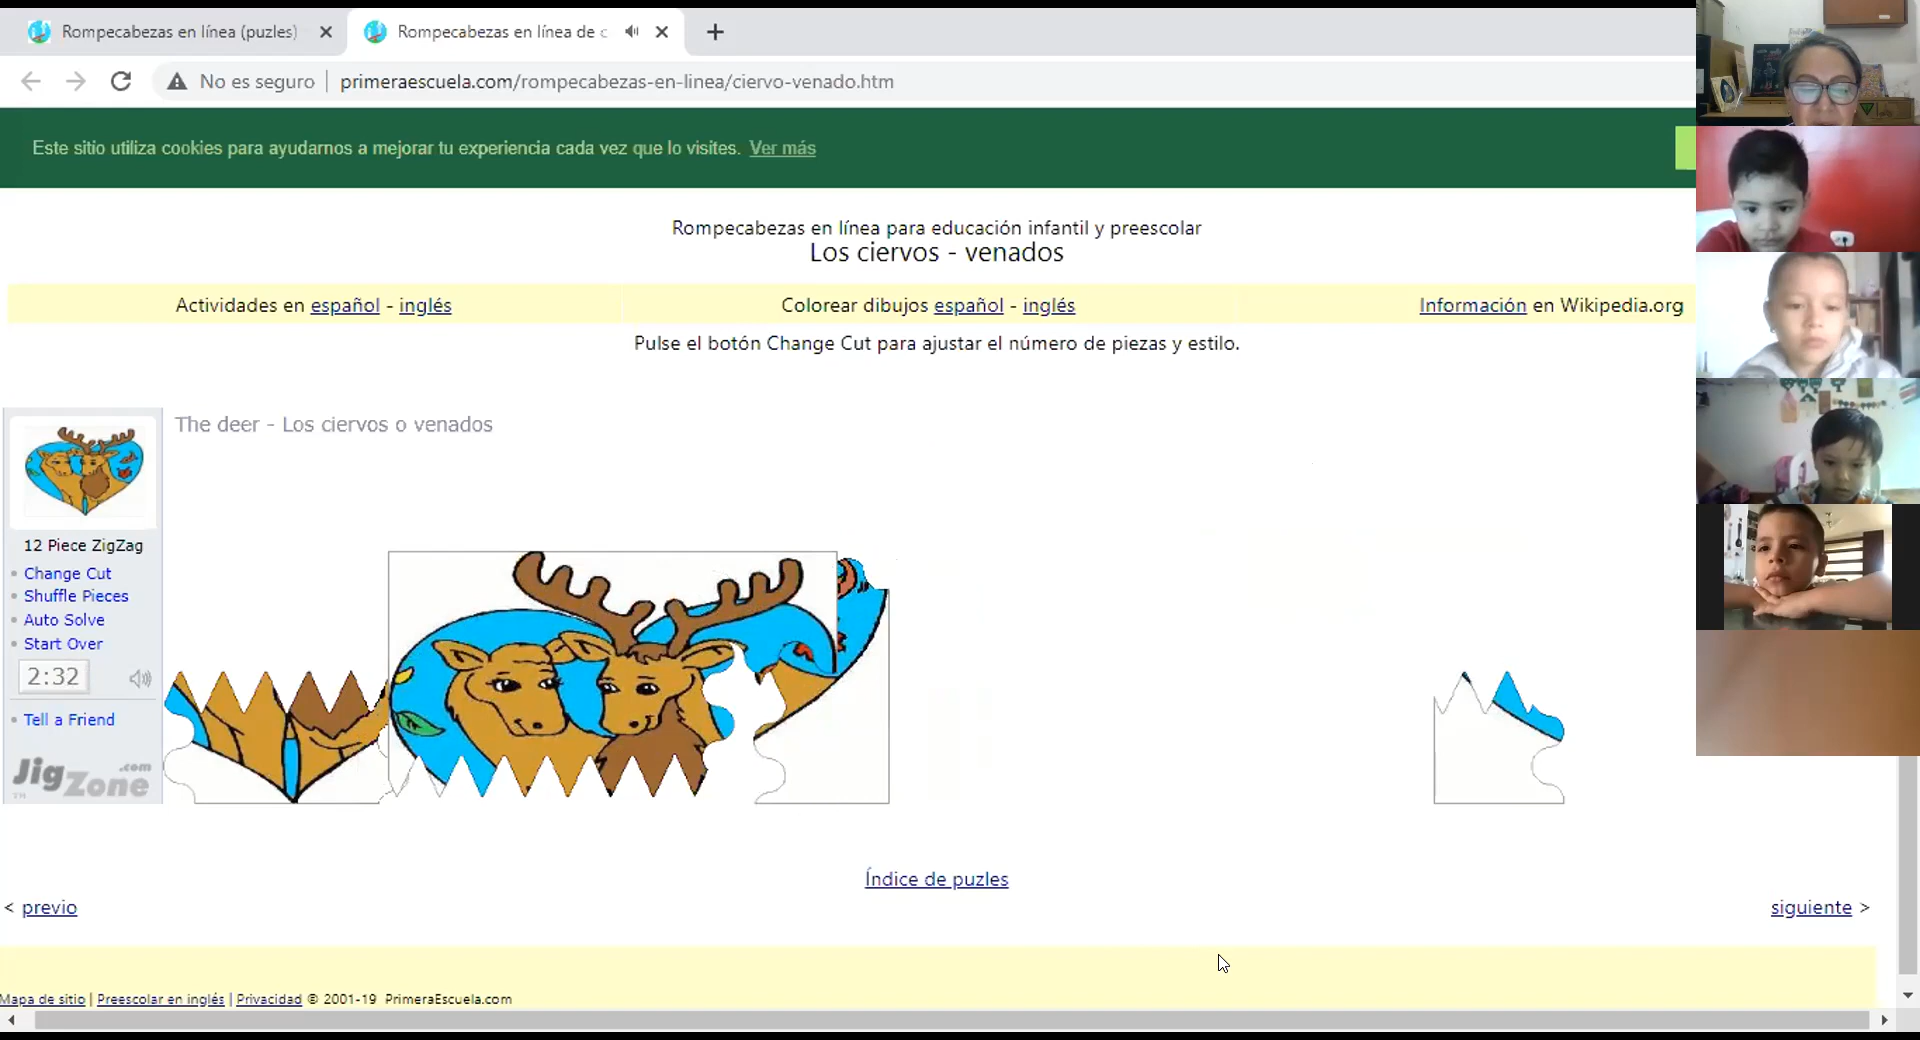 Rompecabezas en línea (puzles)
Rompecabezas en línea de c
No es seguro | primeraescuela.com/rompecabezas-en-linea/ciervo-venado.htm
Este sitio utiliza cookies para ayudarnos a mejorar tu experiencia cada vez que lo visites. Ver más
Rompecabezas en línea para educación infantil y preescolar
Los ciervos - venados
Actividades en español - inglés
Colorear dibujos español - inglés
Información en Wikipedia.org
Pulse el botón Change Cut para ajustar el número de piezas y estilo.
The deer - Los ciervos o venados
12 Piece ZigZag
Change Cut
Shuffle Pieces
Auto Solve
Start Over
2:32
Tell a Friend
JigZone.com
Índice de puzles
< previo
siguiente >
Mapa de sitio | Preescolar en inglés | Privacidad © 2001-19 PrimeraEscuela.com